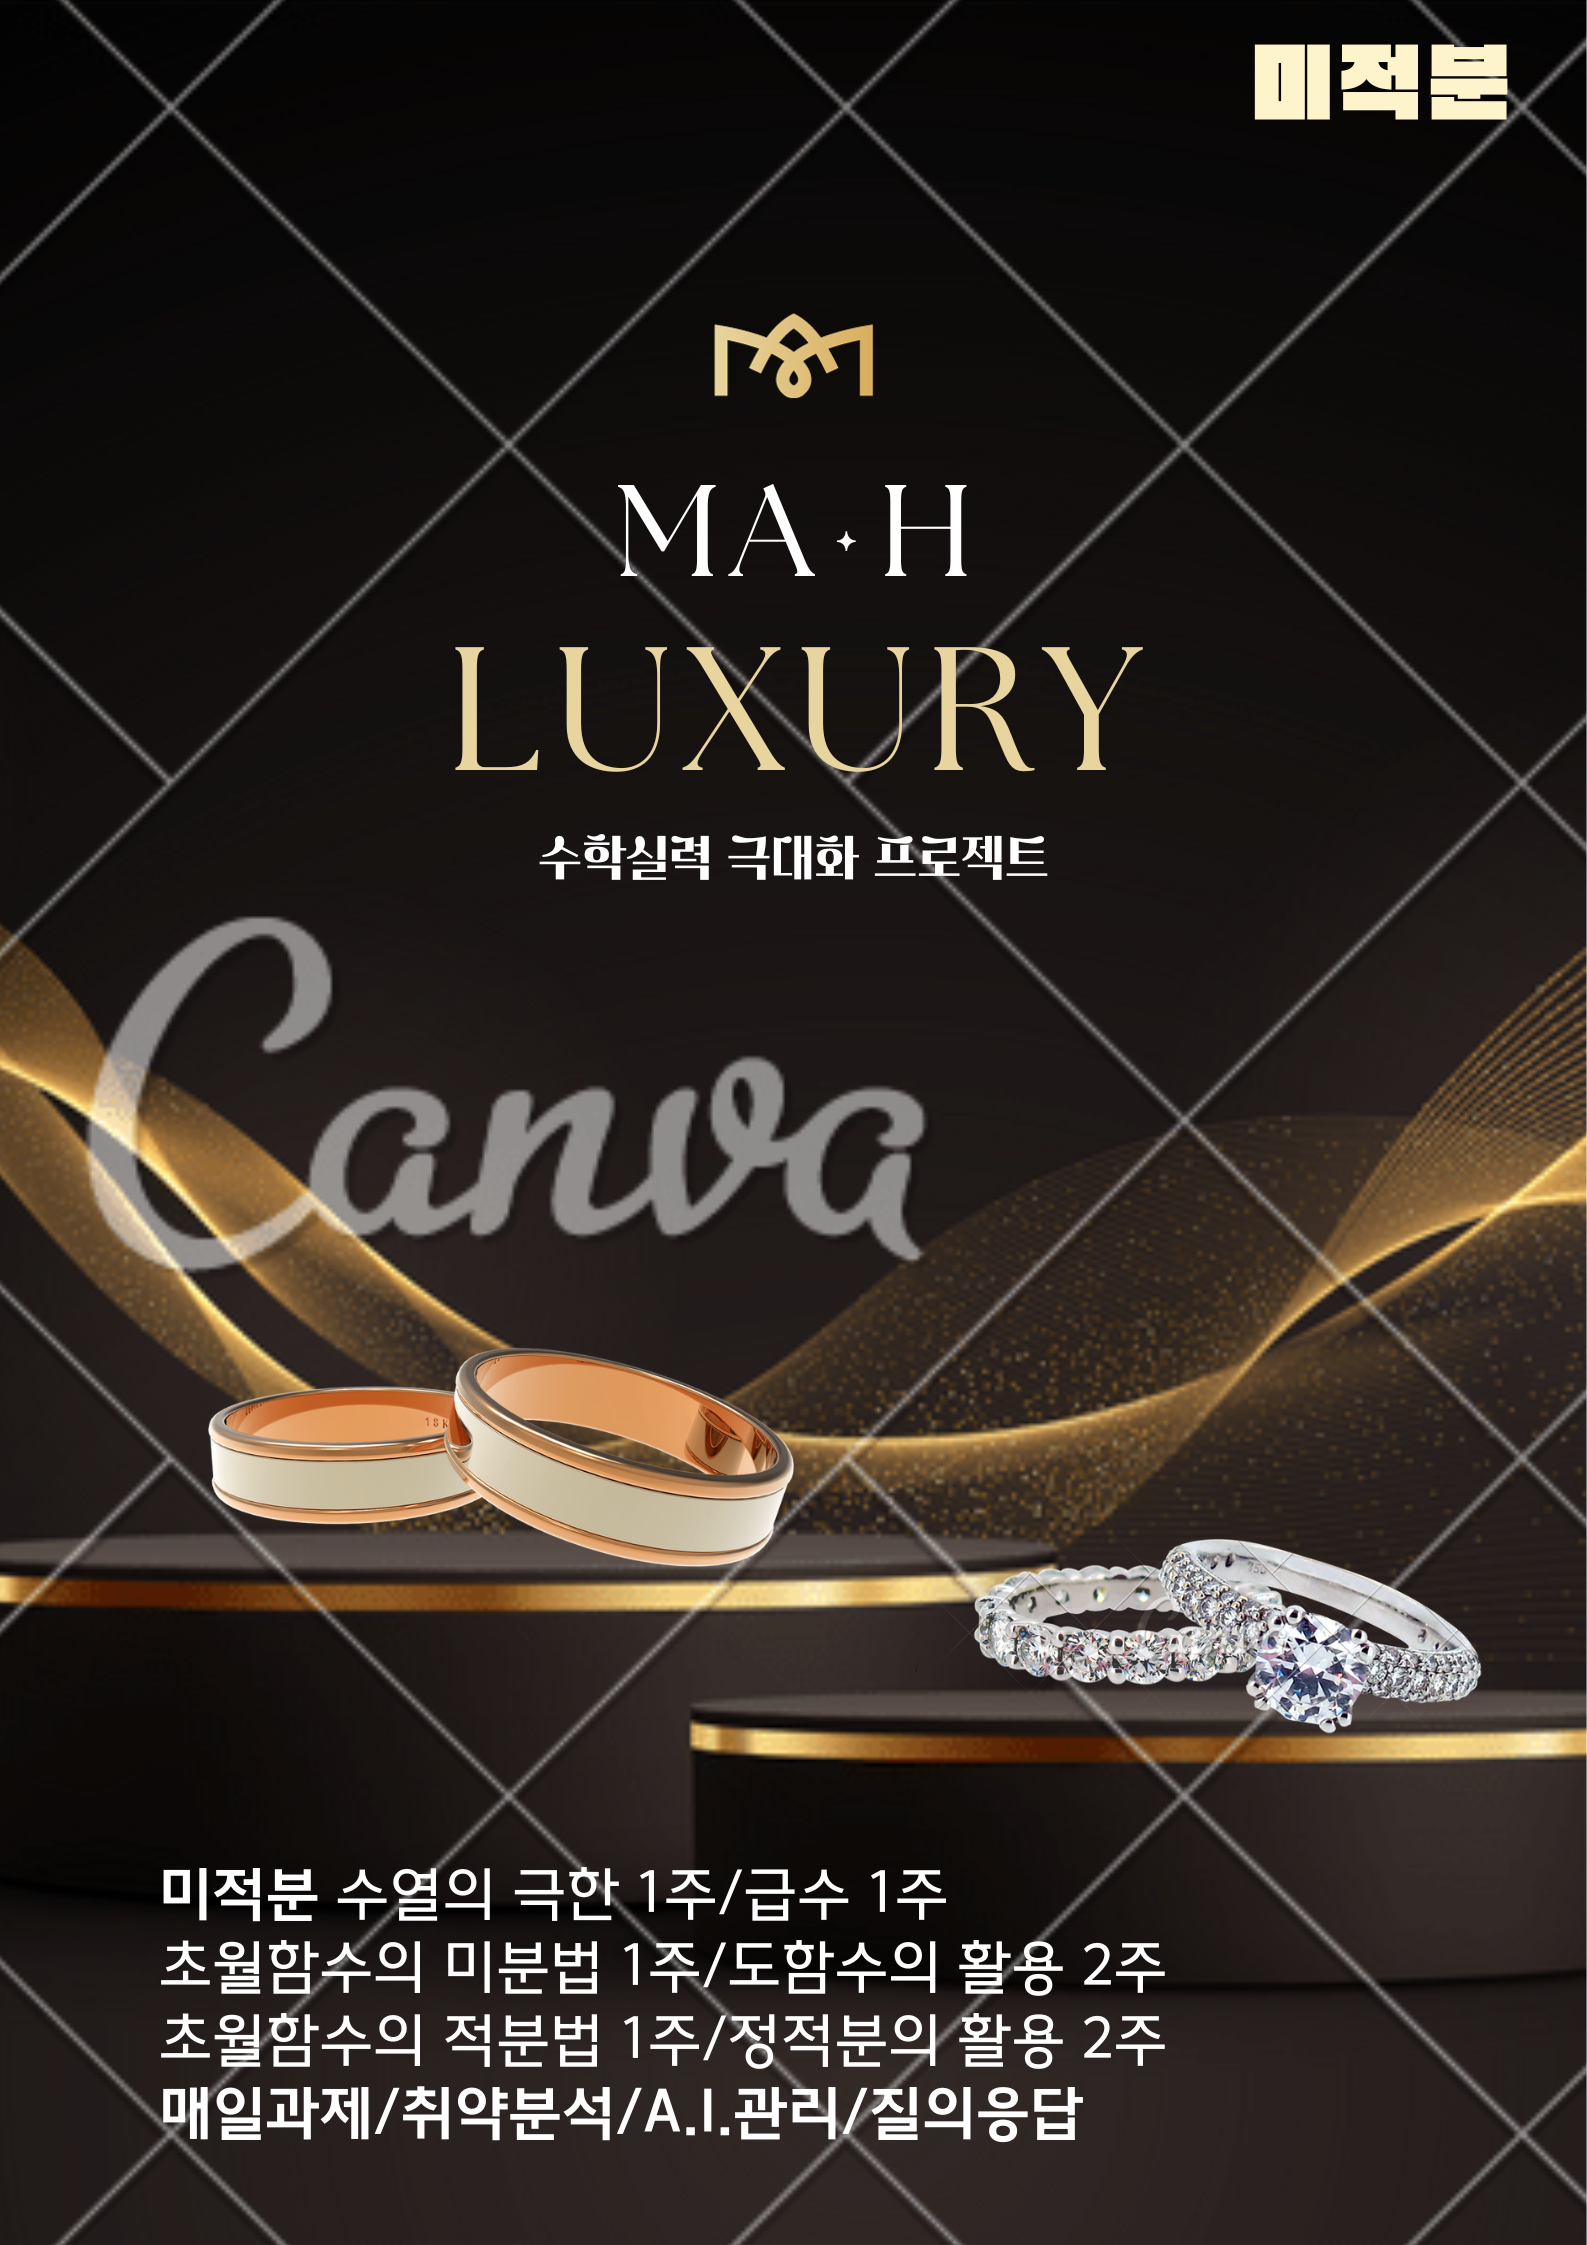 미적분
MA✦H
LUXURY
수학실력 극대화 프로젝트
Canva
18K
750
미적분 수열의 극한 1주/급수 1주
초월함수의 미분법 1주/도함수의 활용 2주
초월함수의 적분법 1주/정적분의 활용 2주
매일과제/취약분석/A.I.관리/질의응답